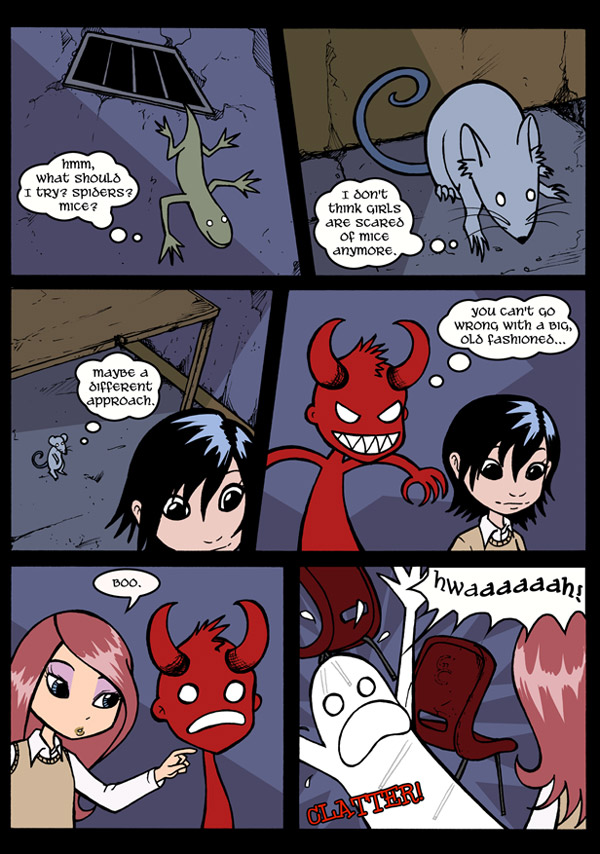 hmm,
what should
I try? spiders?
mice?
I don't
think girls
are scared
of mice
anymore.
maybe a
different
approach.
you can't go
wrong with a big,
old fashioned...
BOO.
hwaaaaaah!
CLATTER!